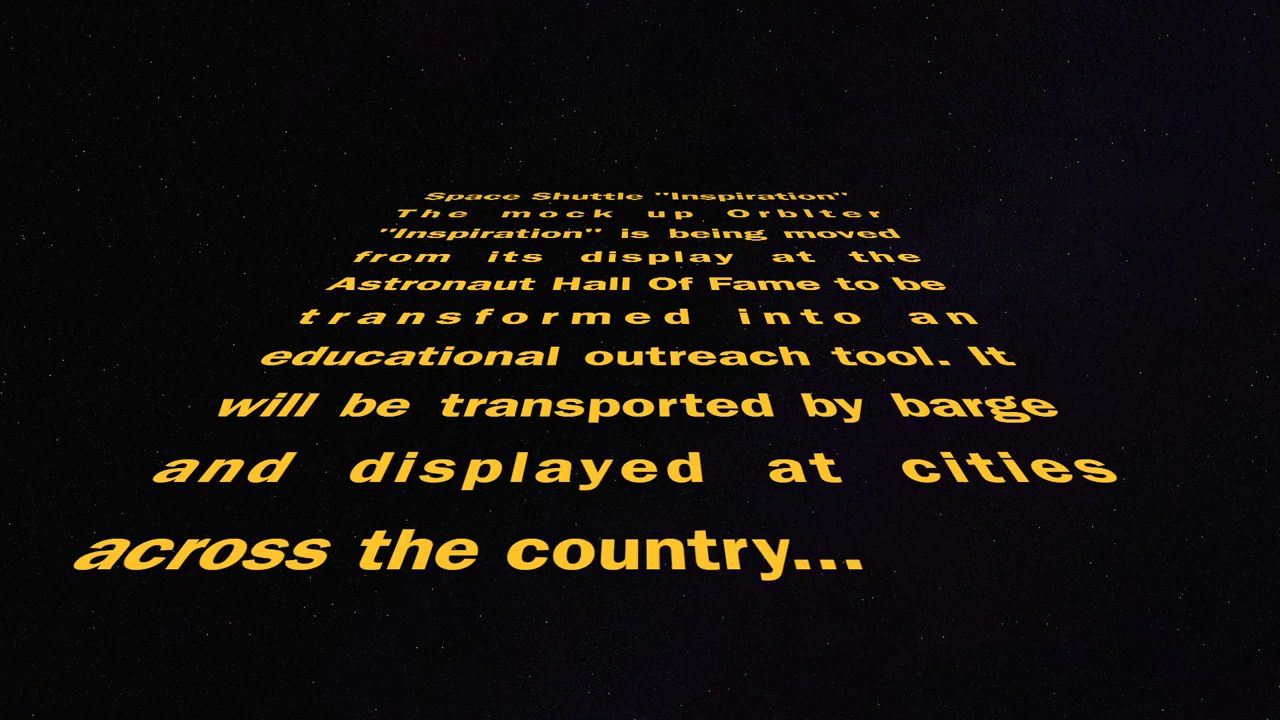 Space Shuttle "Inspiration"
The mock up OrbIter
"Inspiration" is being moved
from its display at the
Astronaut Hall Of Fame to be
transformed into an
educational outreach tool. It
will be transported by barge
and displayed at cities
across the country...